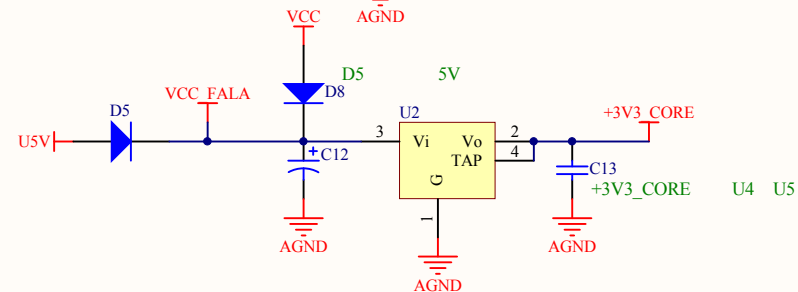 VCC
AGND
D5 5V
D8
VCC_FALA
D5
U2
+3V3_CORE
U5V
3
Vi
Vo
2
TAP
4
+
C12
C13
G
+3V3_CORE U4 U5
1
AGND
AGND
AGND